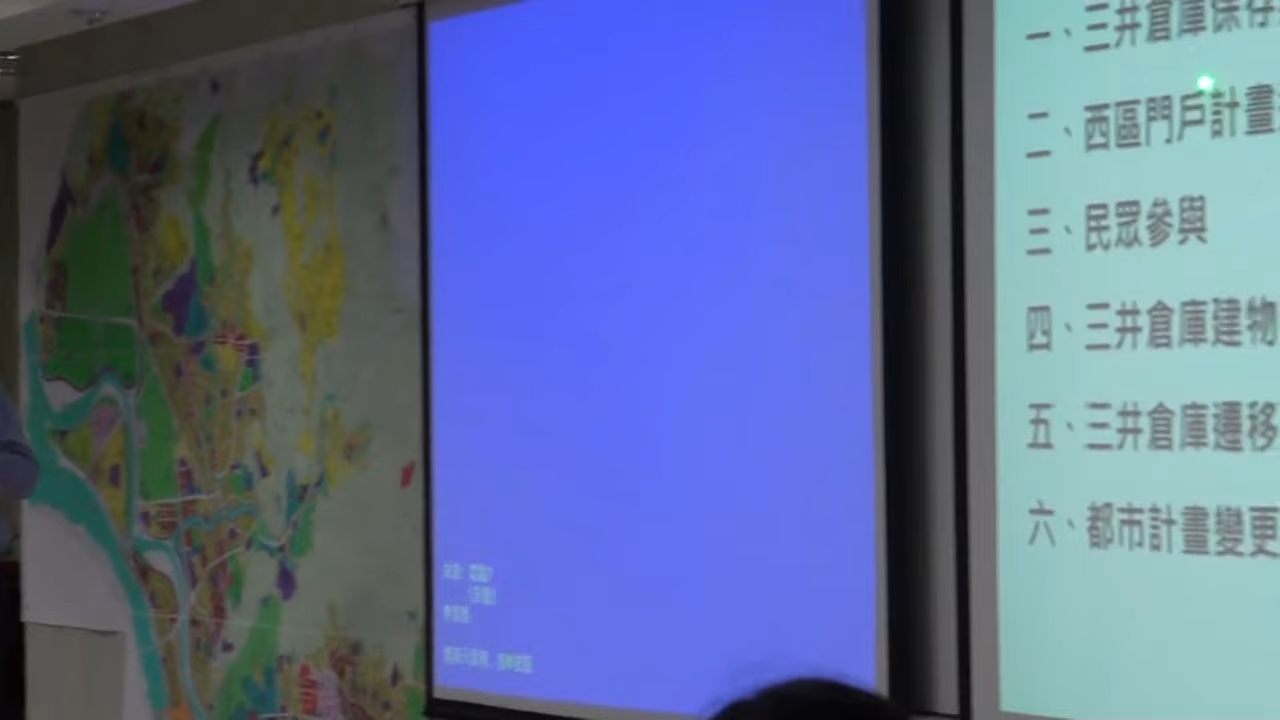 一、三井倉庫保存
二、西區門戶計畫
三、民眾參與
四、三井倉庫建物
五、三井倉庫遷移
六、都市計畫變更